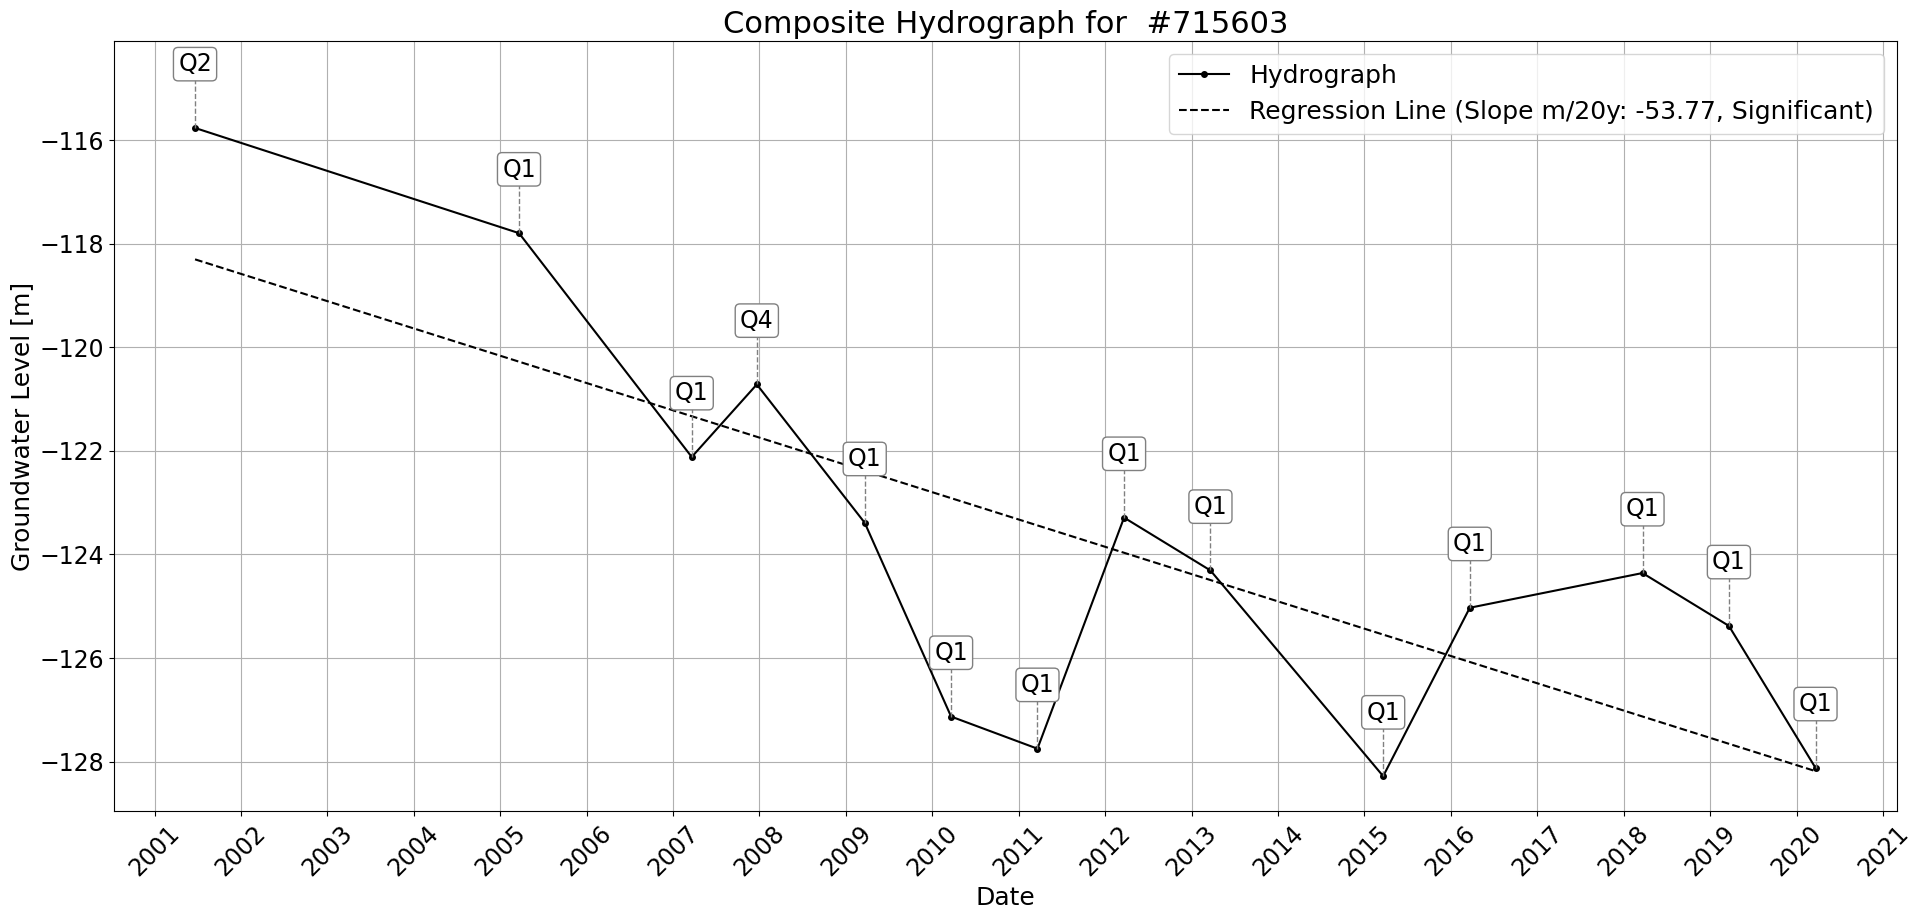 Composite Hydrograph for  #715603
Hydrograph
Regression Line (Slope m/20y: -53.77, Significant)
Q2
Q1
Q1
Q4
Q1
Q1
Q1
Q1
Q1
Q1
Q1
Q1
Q1
Q1
Groundwater Level [m]
−116
−118
−120
−122
−124
−126
−128
2001
2002
2003
2004
2005
2006
2007
2008
2009
2010
2011
2012
2013
2014
2015
2016
2017
2018
2019
2020
2021
Date